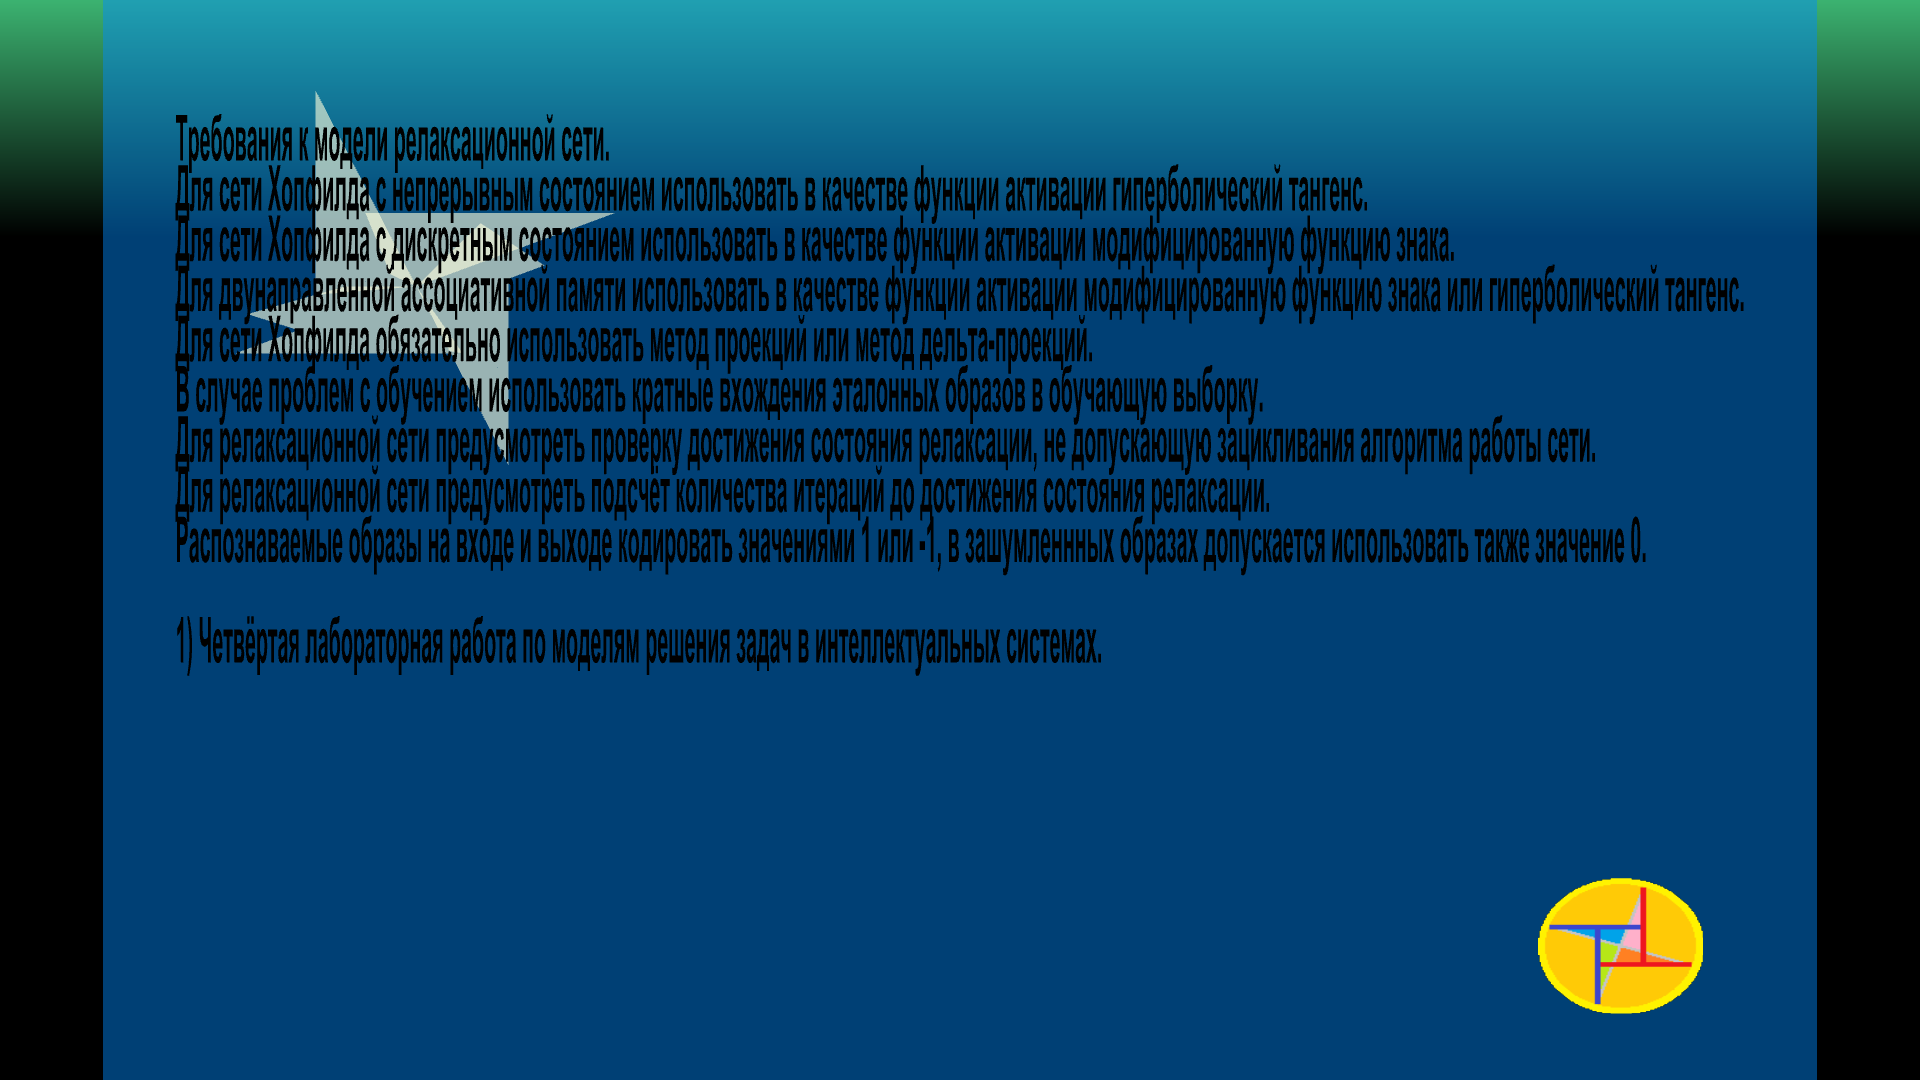 Требования к модели релаксационной сети.
Для сети Хопфилда с непрерывным состоянием использовать в качестве функции активации гиперболический тангенс.
Для сети Хопфилда с дискретным состоянием использовать в качестве функции активации модифицированную функцию знака.
Для двунаправленной ассоциативной памяти использовать в качестве функции активации модифицированную функцию знака или гиперболический тангенс.
Для сети Хопфилда обязательно использовать метод проекций или метод дельта-проекций.
В случае проблем с обучением использовать кратные вхождения эталонных образов в обучающую выборку.
Для релаксационной сети предусмотреть проверку достижения состояния релаксации, не допускающую зацикливания алгоритма работы сети.
Для релаксационной сети предусмотреть подсчёт количества итераций до достижения состояния релаксации.
Распознаваемые образы на входе и выходе кодировать значениями 1 или -1, в зашумленнных образах допускается использовать также значение 0.
1) Четвёртая лабораторная работа по моделям решения задач в интеллектуальных системах.